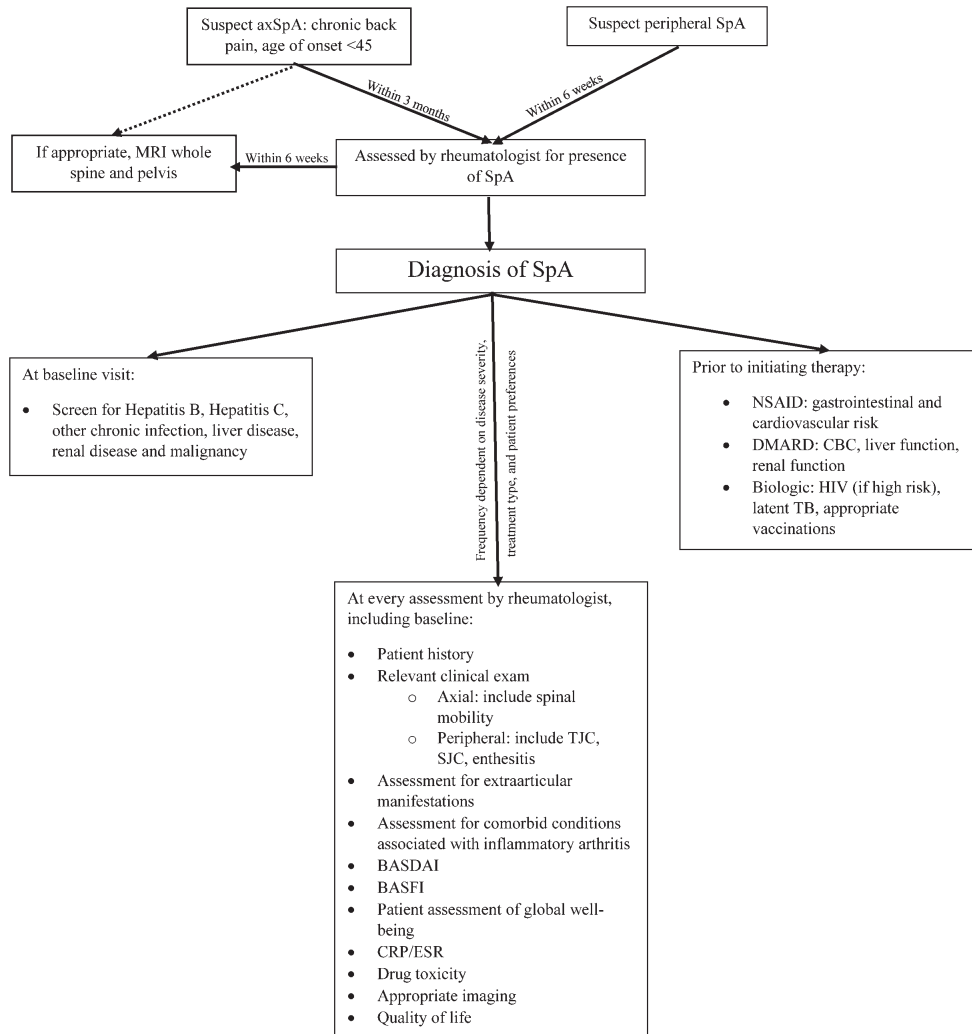 Suspect axSpA: chronic back
pain, age of onset <45
Suspect peripheral SpA
Within 3 months
Within 6 weeks
If appropriate, MRI whole
spine and pelvis
Within 6 weeks
Assessed by rheumatologist for presence
of SpA
Diagnosis of SpA
At baseline visit:
• Screen for Hepatitis B, Hepatitis C,
other chronic infection, liver disease,
renal disease and malignancy
Frequency dependent on disease severity,
treatment type, and patient preferences
Prior to initiating therapy:
• NSAID: gastrointestinal and
cardiovascular risk
• DMARD: CBC, liver function,
renal function
• Biologic: HIV (if high risk),
latent TB, appropriate
vaccinations
At every assessment by rheumatologist,
including baseline:
• Patient history
• Relevant clinical exam
o Axial: include spinal
mobility
o Peripheral: include TJC,
SJC, enthesitis
• Assessment for extraarticular
manifestations
• Assessment for comorbid conditions
associated with inflammatory arthritis
• BASDAI
• BASFI
• Patient assessment of global well-
being
• CRP/ESR
• Drug toxicity
• Appropriate imaging
• Quality of life